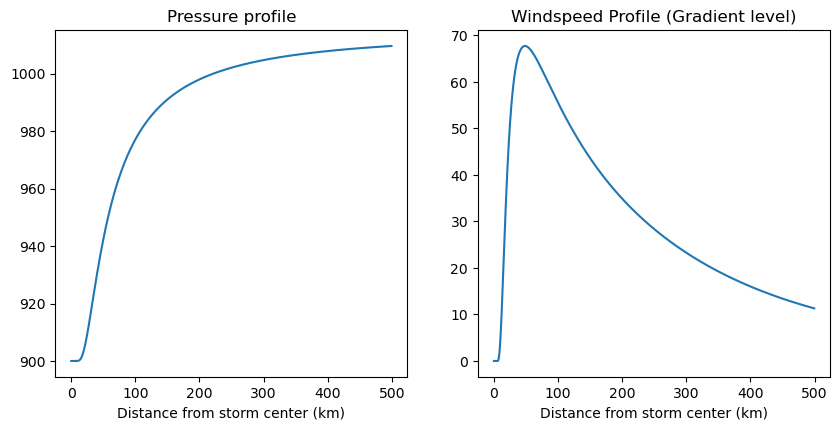 Pressure profile
1000
980
960
940
920
900
0 100 200 300 400 500
Distance from storm center (km)
Windspeed Profile (Gradient level)
70
60
50
40
30
20
10
0
0 100 200 300 400 500
Distance from storm center (km)